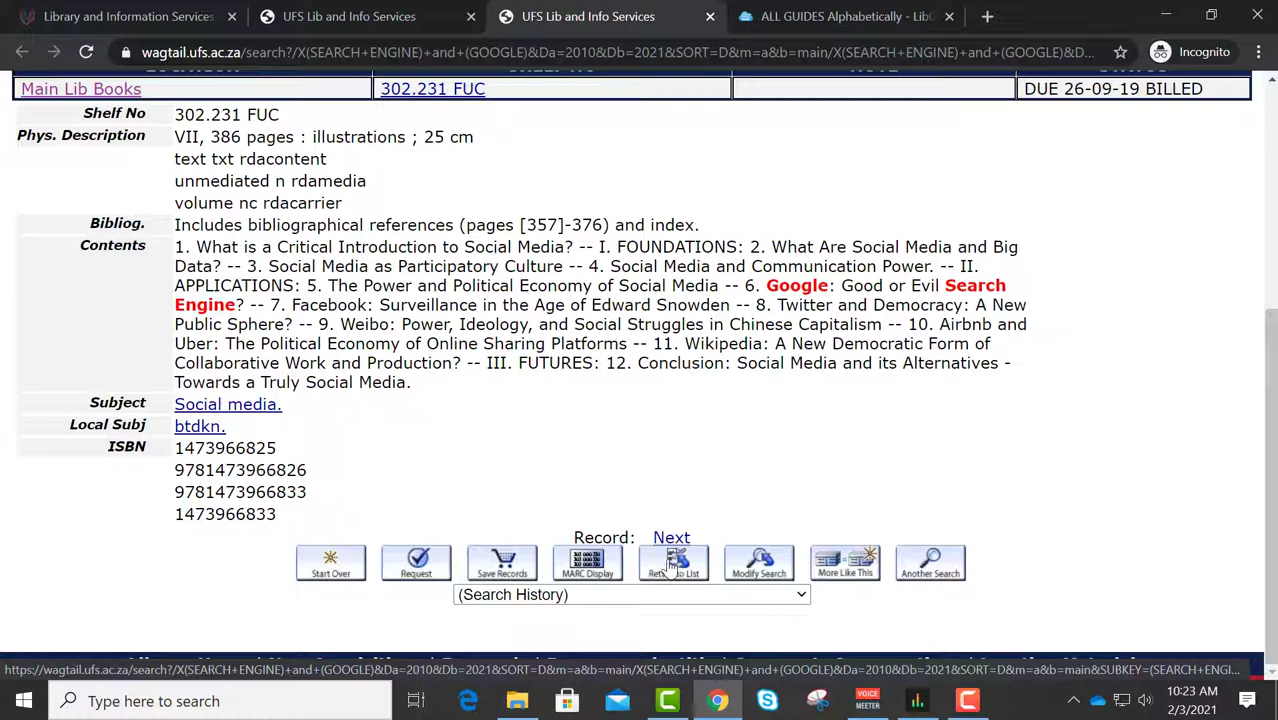 Library and Information Services
UFS Lib and Info Services
UFS Lib and Info Services
ALL GUIDES Alphabetically - LibG
wagtail.ufs.ac.za/search?/X(SEARCH+ENGINE)+and+(GOOGLE)&Da=2010&Db=2021&SORT=D&m=a&b=main/X(SEARCH+ENGINE)+and+(GOOGLE)&D...
Incognito
Main Lib Books
302.231 FUC
DUE 26-09-19 BILLED
Shelf No 302.231 FUC
Phys. Description VII, 386 pages : illustrations ; 25 cm
text txt rdacontent
unmediated n rdamedia
volume nc rdacarrier
Bibliog. Includes bibliographical references (pages [357]-376) and index.
Contents 1. What is a Critical Introduction to Social Media? -- I. FOUNDATIONS: 2. What Are Social Media and Big
Data? -- 3. Social Media as Participatory Culture -- 4. Social Media and Communication Power. -- II.
APPLICATIONS: 5. The Power and Political Economy of Social Media -- 6. Google: Good or Evil Search
Engine? -- 7. Facebook: Surveillance in the Age of Edward Snowden -- 8. Twitter and Democracy: A New
Public Sphere? -- 9. Weibo: Power, Ideology, and Social Struggles in Chinese Capitalism -- 10. Airbnb and
Uber: The Political Economy of Online Sharing Platforms -- 11. Wikipedia: A New Democratic Form of
Collaborative Work and Production? -- III. FUTURES: 12. Conclusion: Social Media and its Alternatives -
Towards a Truly Social Media.
Subject Social media.
Local Subj btdkn.
ISBN 1473966825
9781473966826
9781473966833
1473966833
Record: Next
Start Over
Request
Save Records
MARC Display
to List
Modify Search
More Like This
Another Search
(Search History)
https://wagtail.ufs.ac.za/search?/X(SEARCH+ENGINE)+and+(GOOGLE)&Da=2010&Db=2021&SORT=D&m=a&b=main/X(SEARCH+ENGINE)+and+(GOOGLE)&Da=2010&Db=2021&SORT=D&m=a&b=main&SUBKEY=(SEARCH+ENGI...
Type here to search
VOICE
MEETER
10:23 AM
2/3/2021